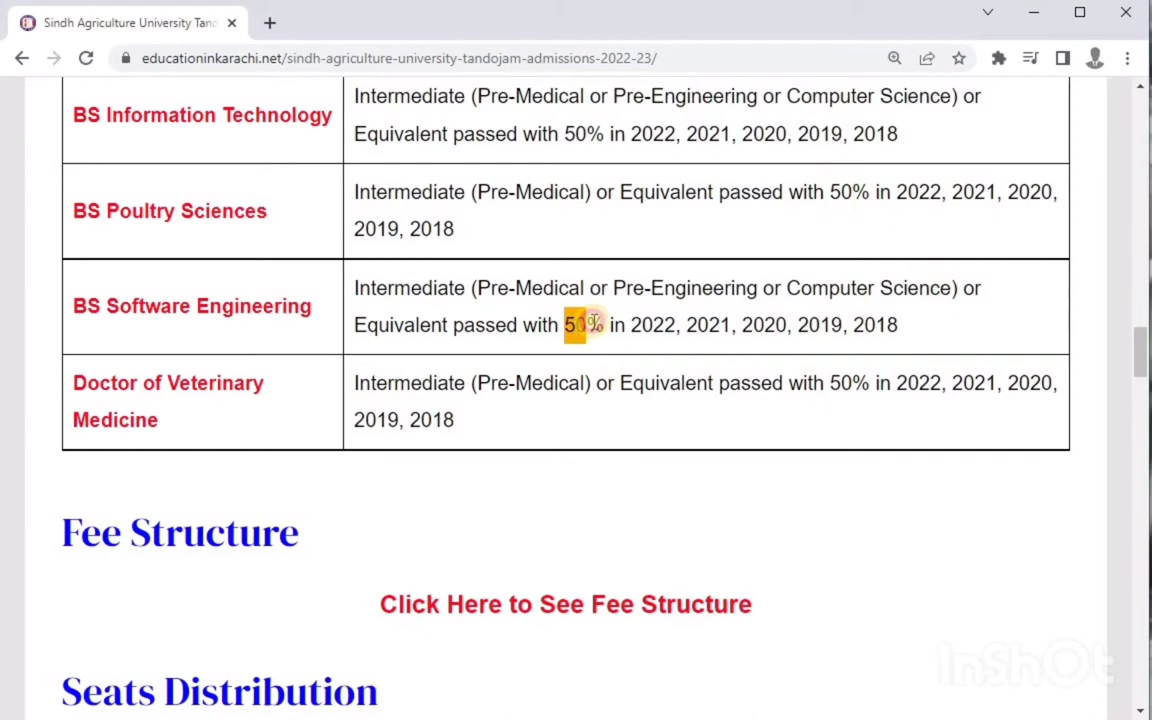 Sindh Agriculture University Tand
educationinkarachi.net/sindh-agriculture-university-tandojam-admissions-2022-23/
BS Information Technology
Intermediate (Pre-Medical or Pre-Engineering or Computer Science) or
Equivalent passed with 50% in 2022, 2021, 2020, 2019, 2018
BS Poultry Sciences
Intermediate (Pre-Medical) or Equivalent passed with 50% in 2022, 2021, 2020,
2019, 2018
BS Software Engineering
Intermediate (Pre-Medical or Pre-Engineering or Computer Science) or
Equivalent passed with 50% in 2022, 2021, 2020, 2019, 2018
Doctor of Veterinary
Medicine
Intermediate (Pre-Medical) or Equivalent passed with 50% in 2022, 2021, 2020,
2019, 2018
Fee Structure
Click Here to See Fee Structure
Seats Distribution
InShOt